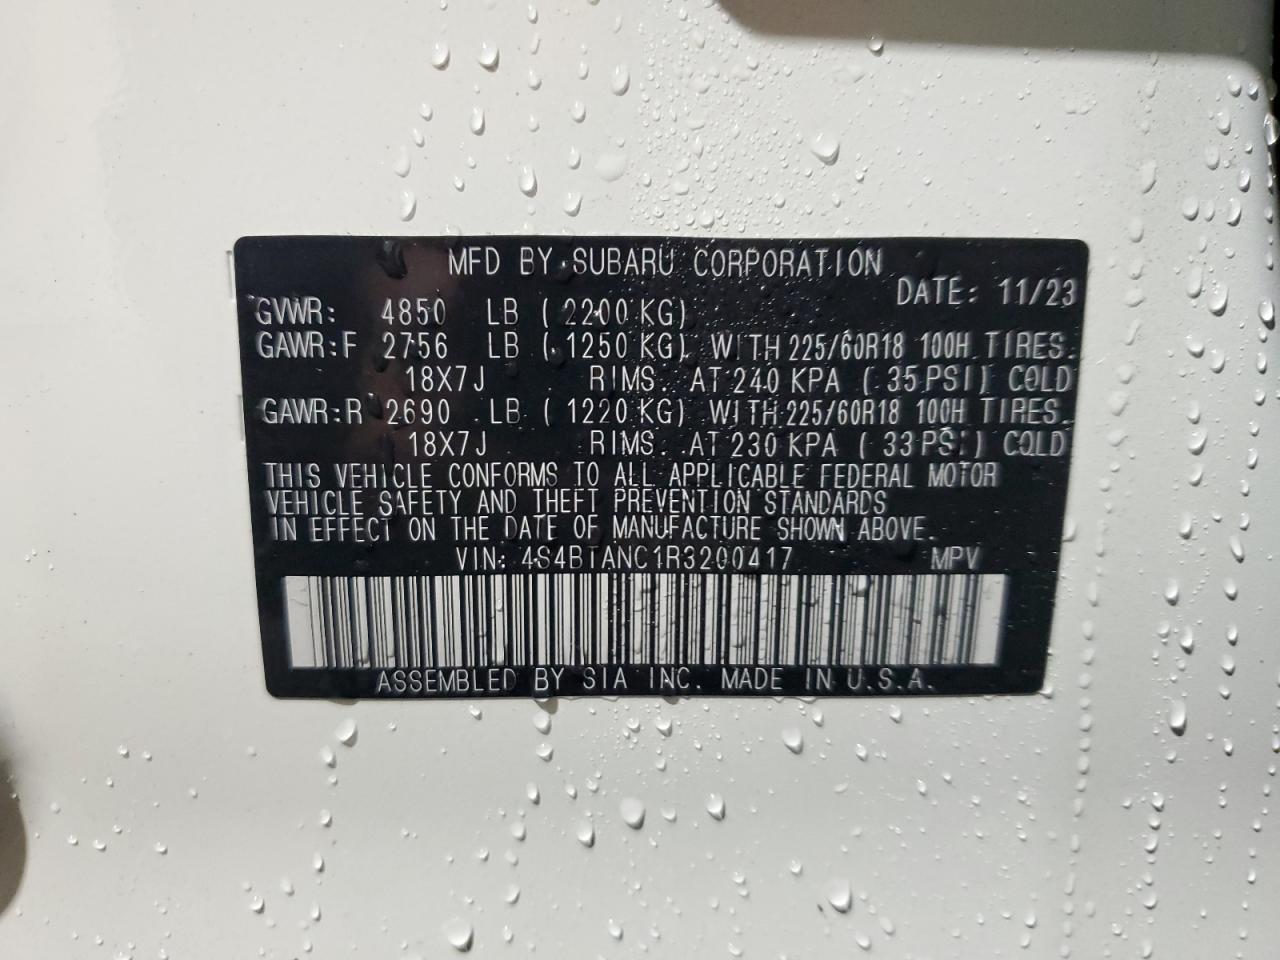 MFD BY SUBARU CORPORATION
DATE: 11/23
GVWR: 4850 LB ( 2200 KG)
GAWR:F 2756 LB ( 1250 KG) WITH 225/60R18 100H TIRES.
18X7J RIMS. AT 240 KPA ( 35 PSI) COLD
GAWR:R 2690 LB ( 1220 KG) WITH 225/60R18 100H TIRES.
18X7J RIMS. AT 230 KPA ( 33 PSI) COLD
THIS VEHICLE CONFORMS TO ALL APPLICABLE FEDERAL MOTOR
VEHICLE SAFETY AND THEFT PREVENTION STANDARDS
IN EFFECT ON THE DATE OF MANUFACTURE SHOWN ABOVE.
VIN: 4S4BTANC1R3200417 MPV
ASSEMBLED BY SIA INC. MADE IN U.S.A.